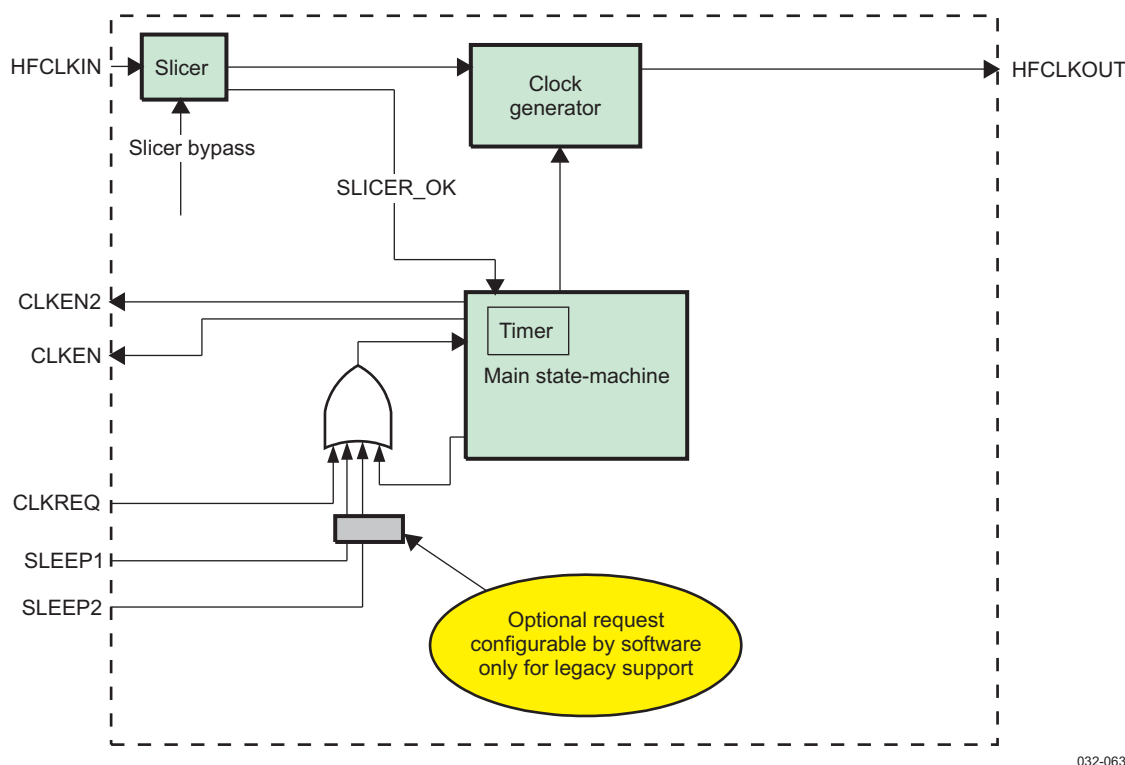 HFCLKIN
Slicer
Clock
generator
HFCLKOUT
Slicer bypass
SLICER_OK
CLKEN2
CLKEN
Timer
Main state-machine
CLKREQ
SLEEP1
SLEEP2
Optional request
configurable by software
only for legacy support
032-063